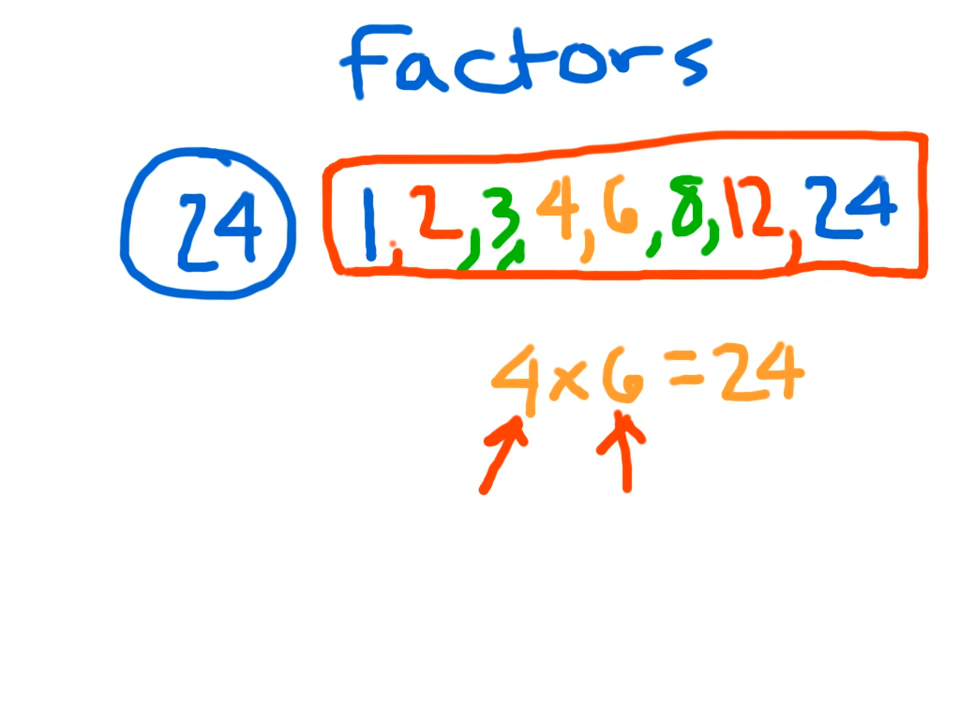 Factors
24 1, 2, 3, 4, 6, 8, 12, 24
4 x 6 = 24